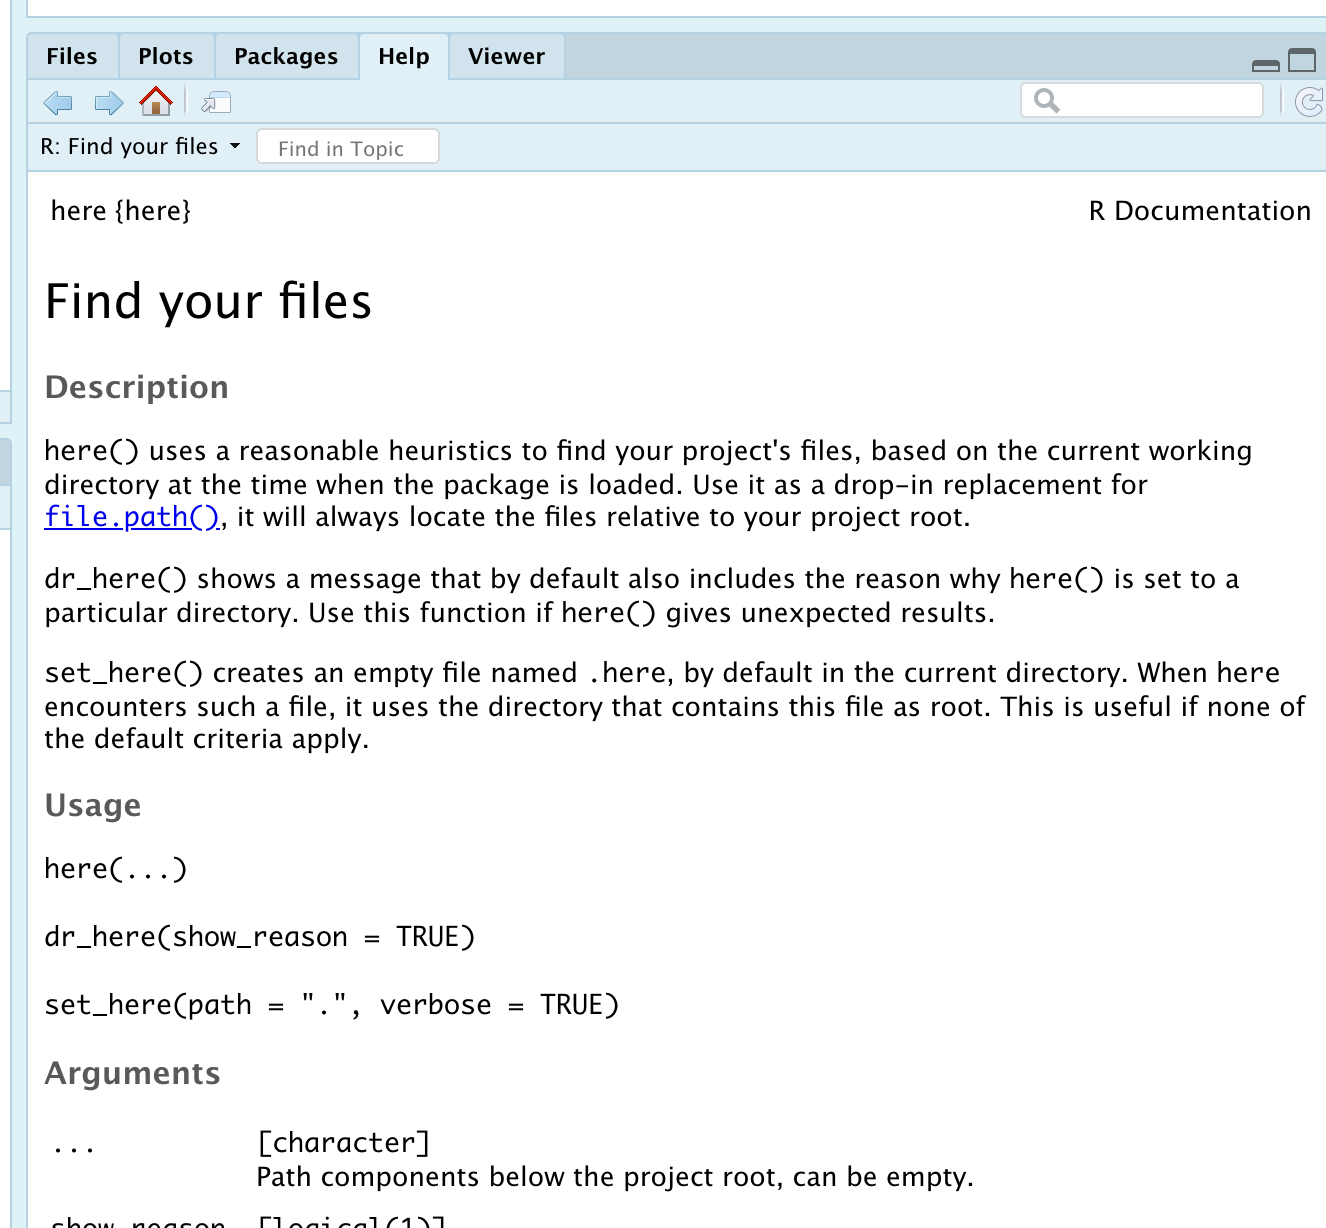 Files Plots Packages Help Viewer
R: Find your files Find in Topic
here {here} R Documentation
Find your files
Description
here() uses a reasonable heuristics to find your project's files, based on the current working
directory at the time when the package is loaded. Use it as a drop-in replacement for
file.path(), it will always locate the files relative to your project root.
dr_here() shows a message that by default also includes the reason why here() is set to a
particular directory. Use this function if here() gives unexpected results.
set_here() creates an empty file named .here, by default in the current directory. When here
encounters such a file, it uses the directory that contains this file as root. This is useful if none of
the default criteria apply.
Usage
here(...)
dr_here(show_reason = TRUE)
set_here(path = ".", verbose = TRUE)
Arguments
... [character]
Path components below the project root, can be empty.
show_reason [logical(1)]